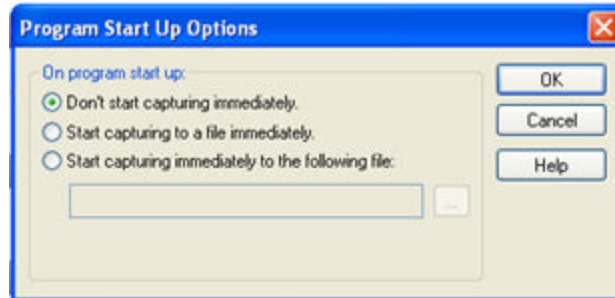 Program Start Up Options
On program start up:
Don't start capturing immediately.
Start capturing to a file immediately.
Start capturing immediately to the following file:
...
OK
Cancel
Help